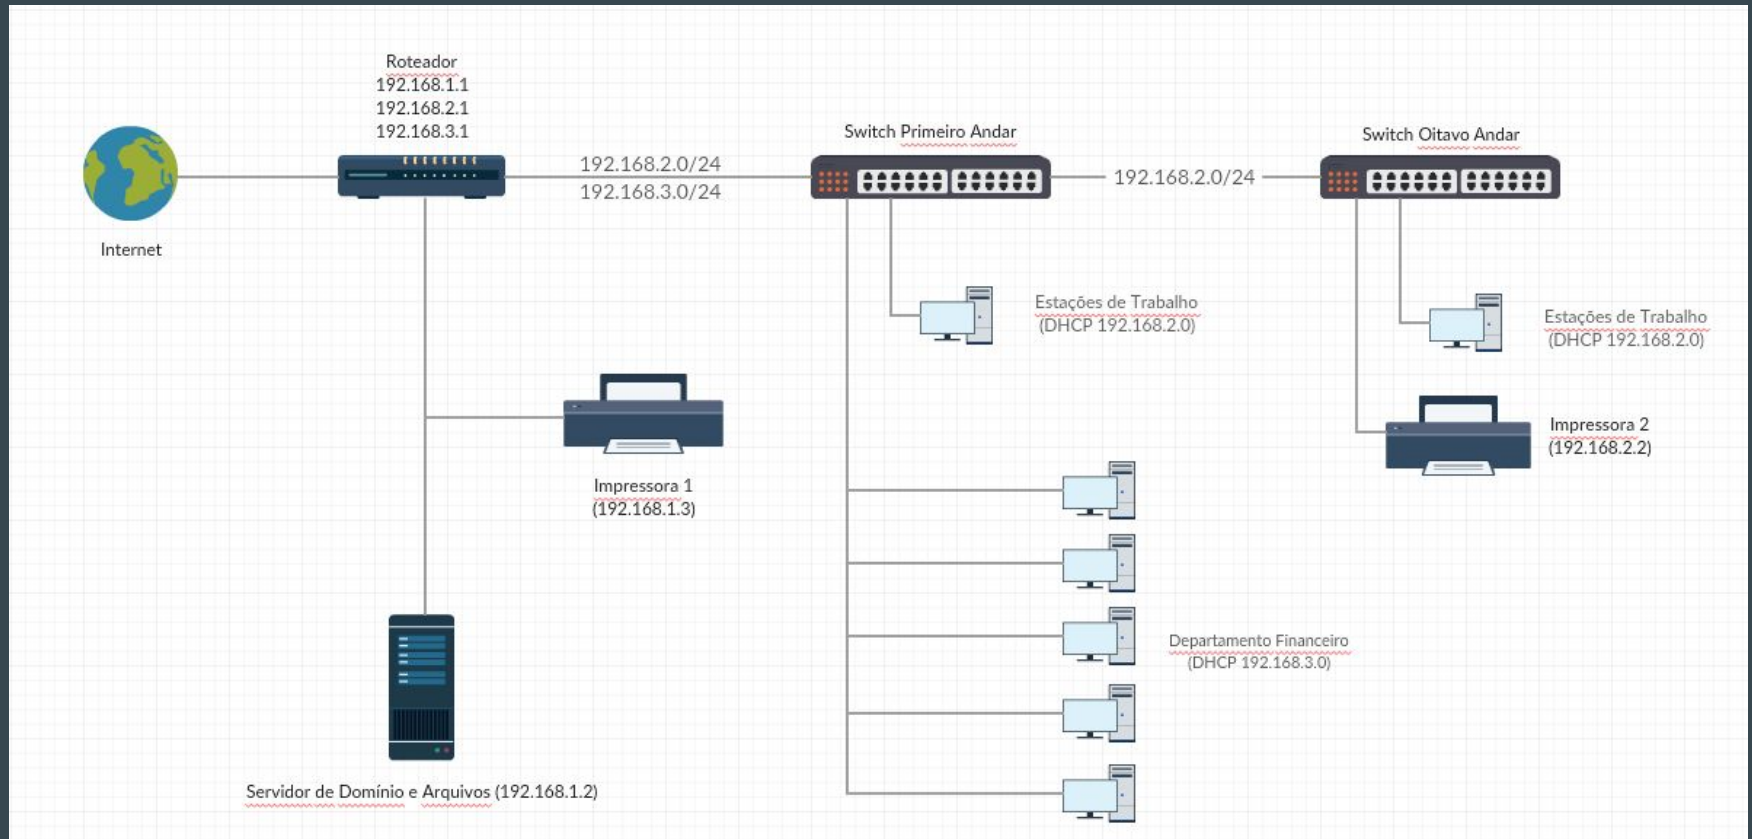 Roteador
192.168.1.1
192.168.2.1
192.168.3.1
Internet
192.168.2.0/24
192.168.3.0/24
Switch Primeiro Andar
192.168.2.0/24
Switch Oitavo Andar
Estações de Trabalho
(DHCP 192.168.2.0)
Estações de Trabalho
(DHCP 192.168.2.0)
Impressora 2
(192.168.2.2)
Impressora 1
(192.168.1.3)
Departamento Financeiro
(DHCP 192.168.3.0)
Servidor de Domínio e Arquivos (192.168.1.2)